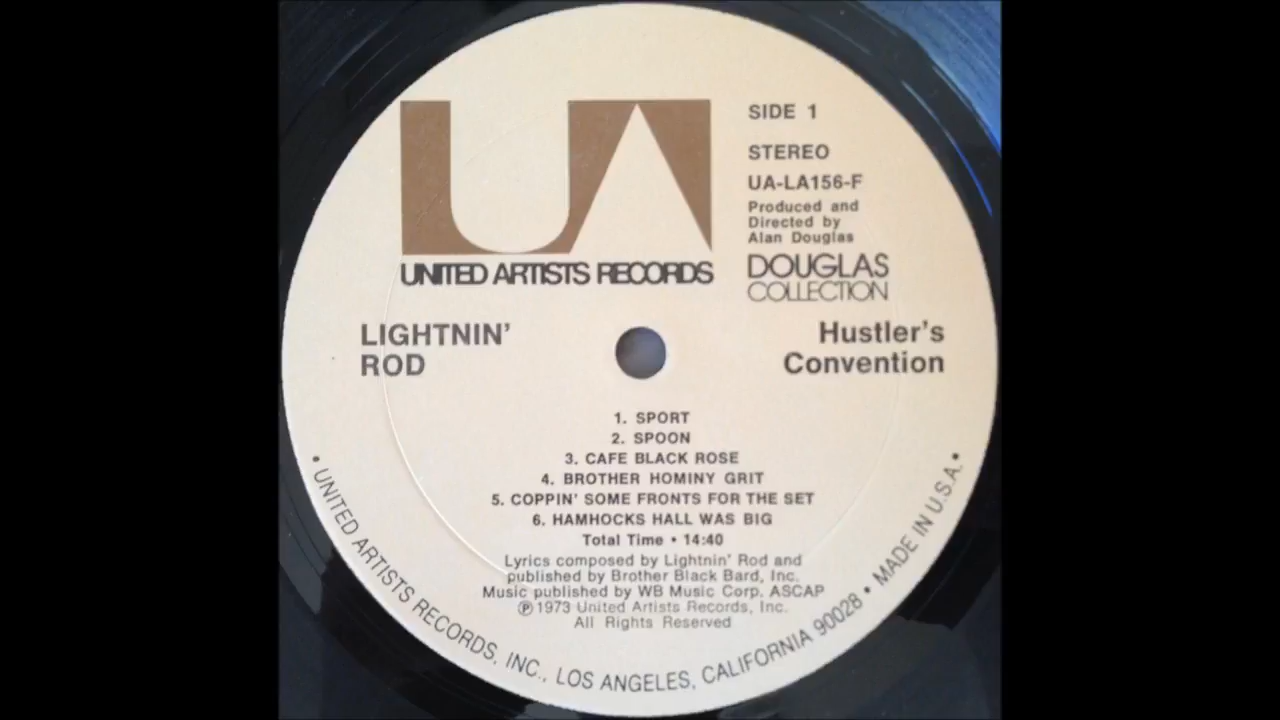 UA
UNITED ARTISTS RECORDS
SIDE 1
STEREO
UA-LA156-F
Produced and
Directed by
Alan Douglas
DOUGLAS
COLLECTION
LIGHTNIN'
ROD
Hustler's
Convention
1. SPORT
2. SPOON
3. CAFE BLACK ROSE
4. BROTHER HOMINY GRIT
5. COPPIN' SOME FRONTS FOR THE SET
6. HAMHOCKS HALL WAS BIG
Total Time • 14:40
Lyrics composed by Lightnin' Rod and
published by Brother Black Bard, Inc.
Music published by WB Music Corp. ASCAP
℗ 1973 United Artists Records, Inc.
All Rights Reserved
• UNITED ARTISTS RECORDS, INC., LOS ANGELES, CALIFORNIA 90028 • MADE IN U.S.A. •